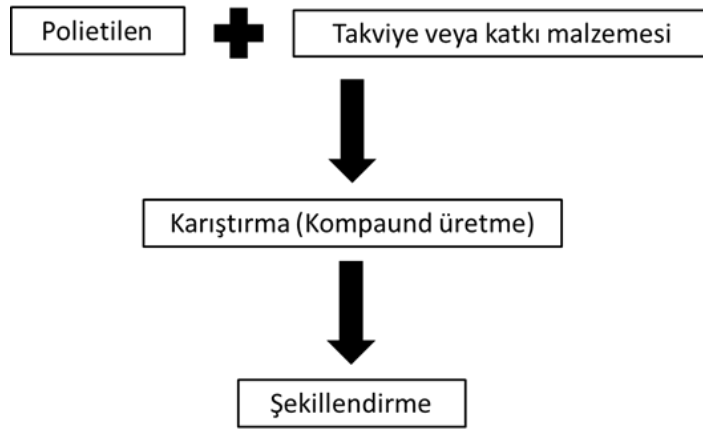 Polietilen
Takviye veya katkı malzemesi
Karıştırma (Kompaund üretme)
Şekillendirme